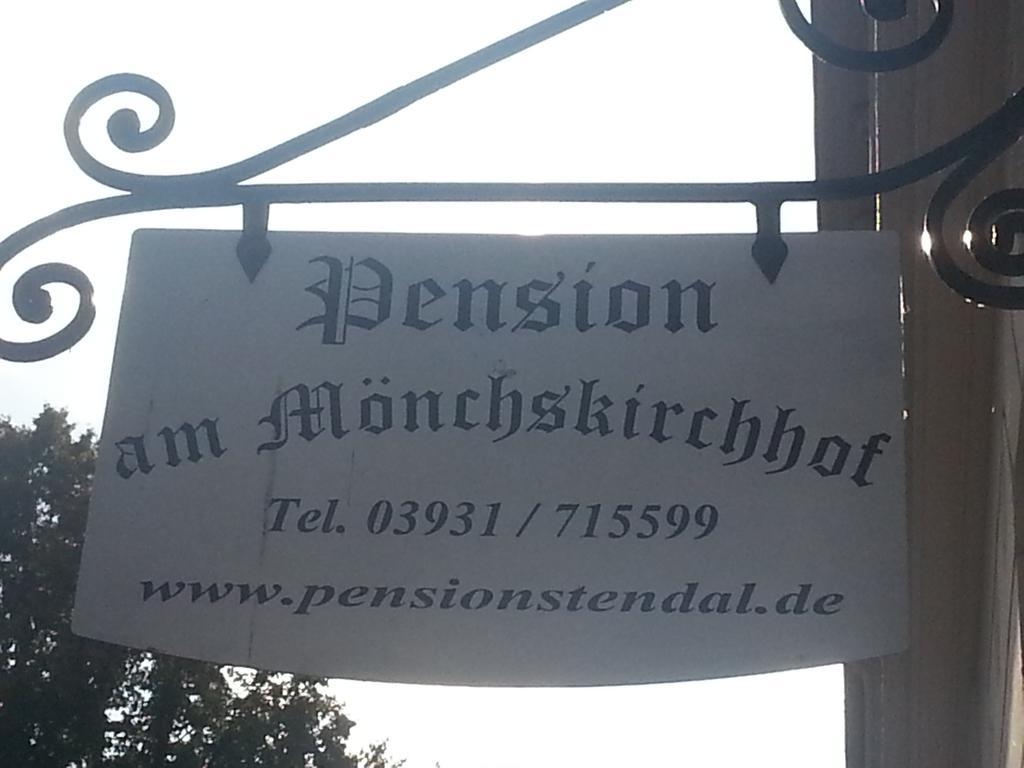 Pension
am Mönchskirchhof
Tel. 03931 / 715599
www.pensionstendal.de